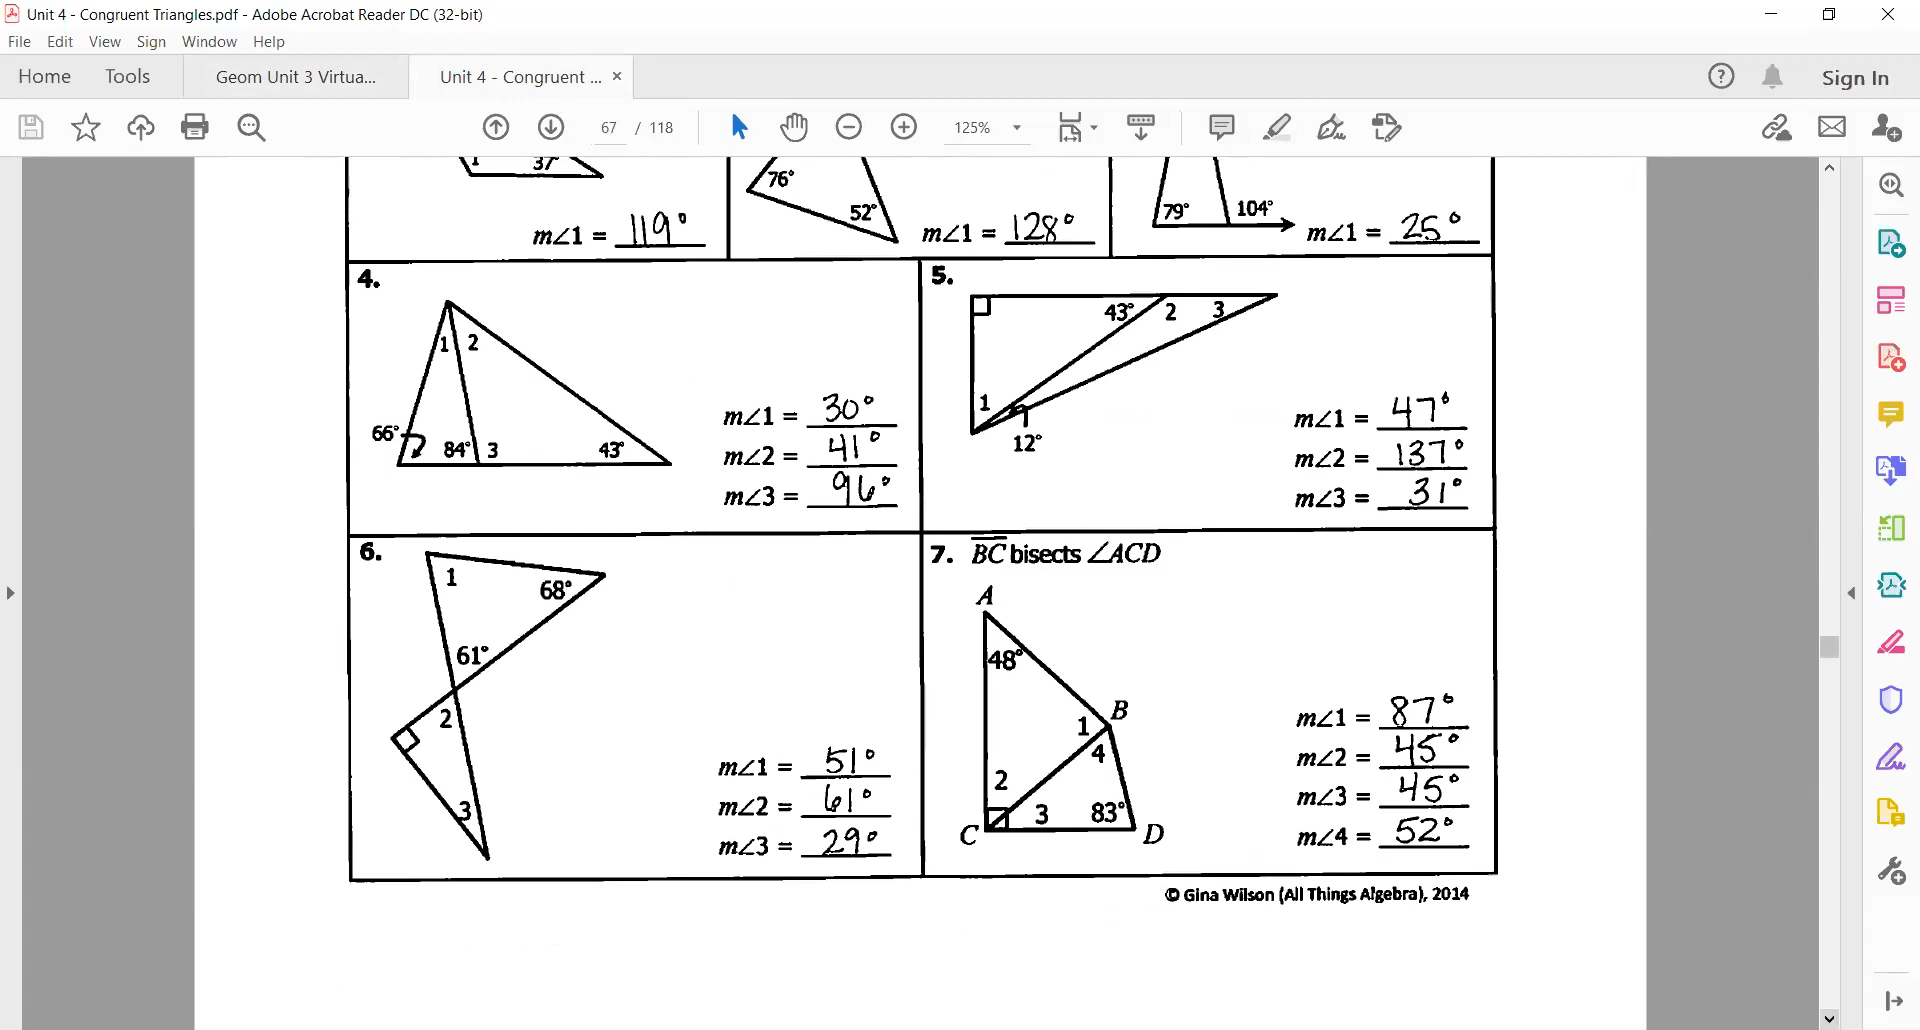 Unit 4 - Congruent Triangles.pdf - Adobe Acrobat Reader DC (32-bit)
File Edit View Sign Window Help
Home Tools Geom Unit 3 Virtua... Unit 4 - Congruent ... × ? Sign In
67 / 118 125%
1 37°
76°
52°
79° 104°
m∠1 = 119°
m∠1 = 128°
m∠1 = 25°
4.
1 2
66°
84° 3 43°
m∠1 = 30°
m∠2 = 41°
m∠3 = 96°
5.
43° 2 3
1
12°
m∠1 = 47°
m∠2 = 137°
m∠3 = 31°
6.
1 68°
61°
2
3
m∠1 = 51°
m∠2 = 61°
m∠3 = 29°
7. BC bisects ∠ACD
A
48°
B
1
4
2
3 83°
C D
m∠1 = 87°
m∠2 = 45°
m∠3 = 45°
m∠4 = 52°
© Gina Wilson (All Things Algebra), 2014